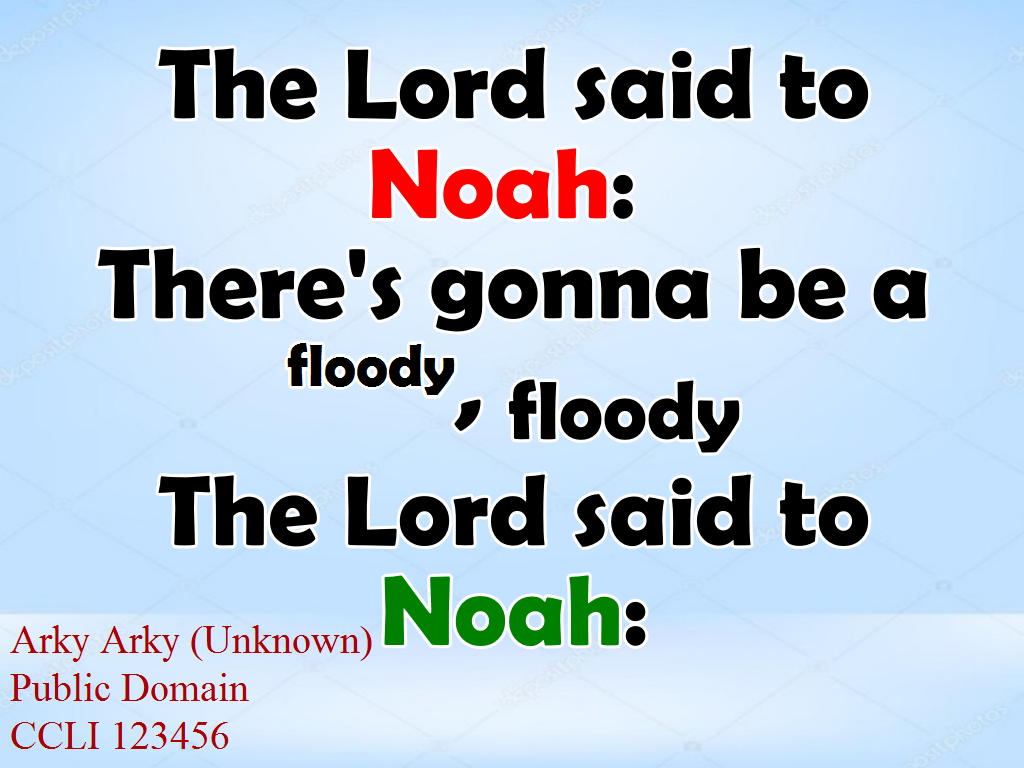 The Lord said to
Noah:
There's gonna be a
floody, floody
The Lord said to
Noah:
Arky Arky (Unknown)
Public Domain
CCLI 123456
depositphotos